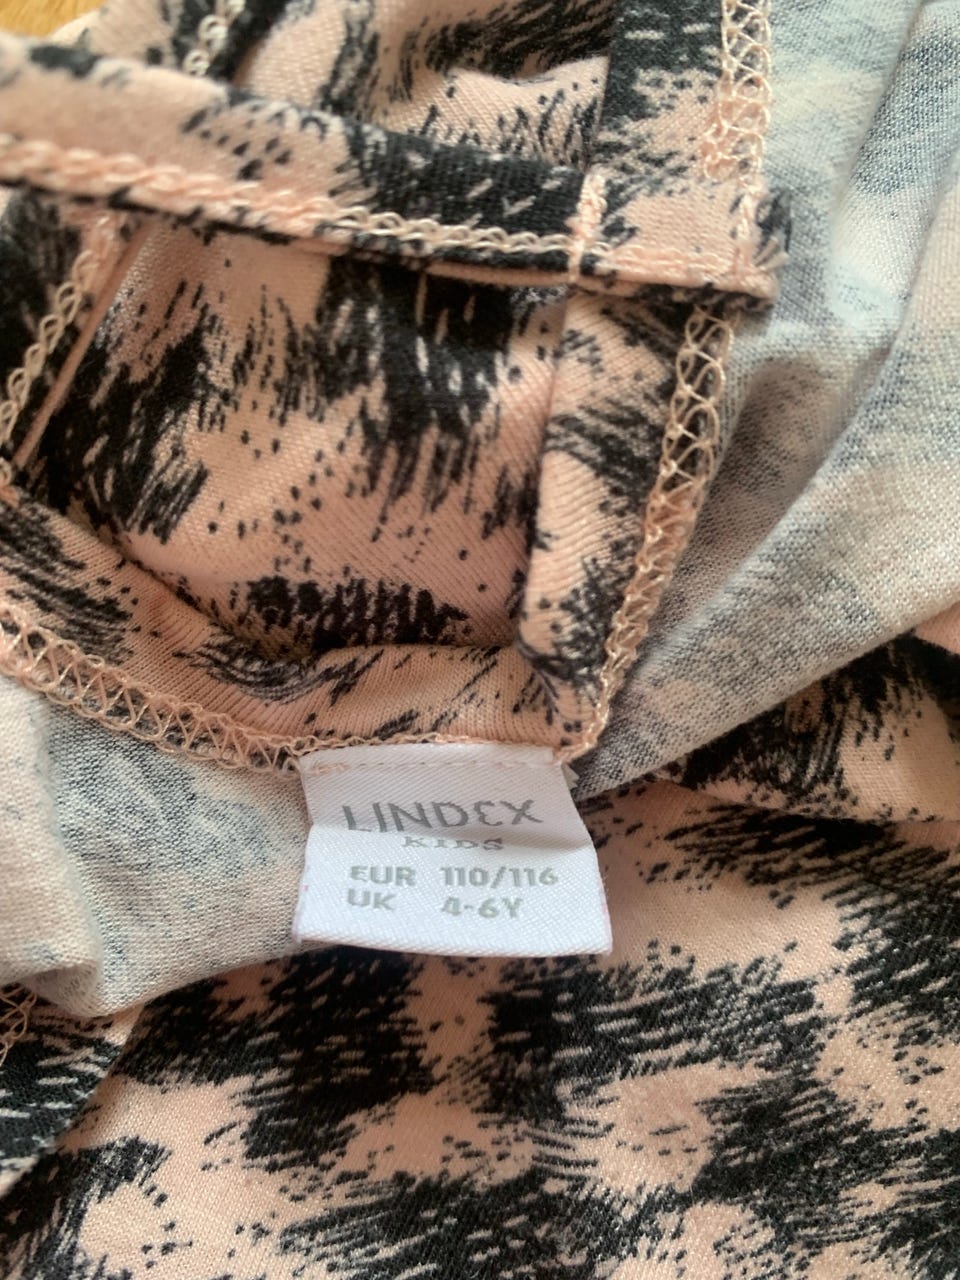 LINDEX
KIDS
EUR 110/116
UK 4-6Y